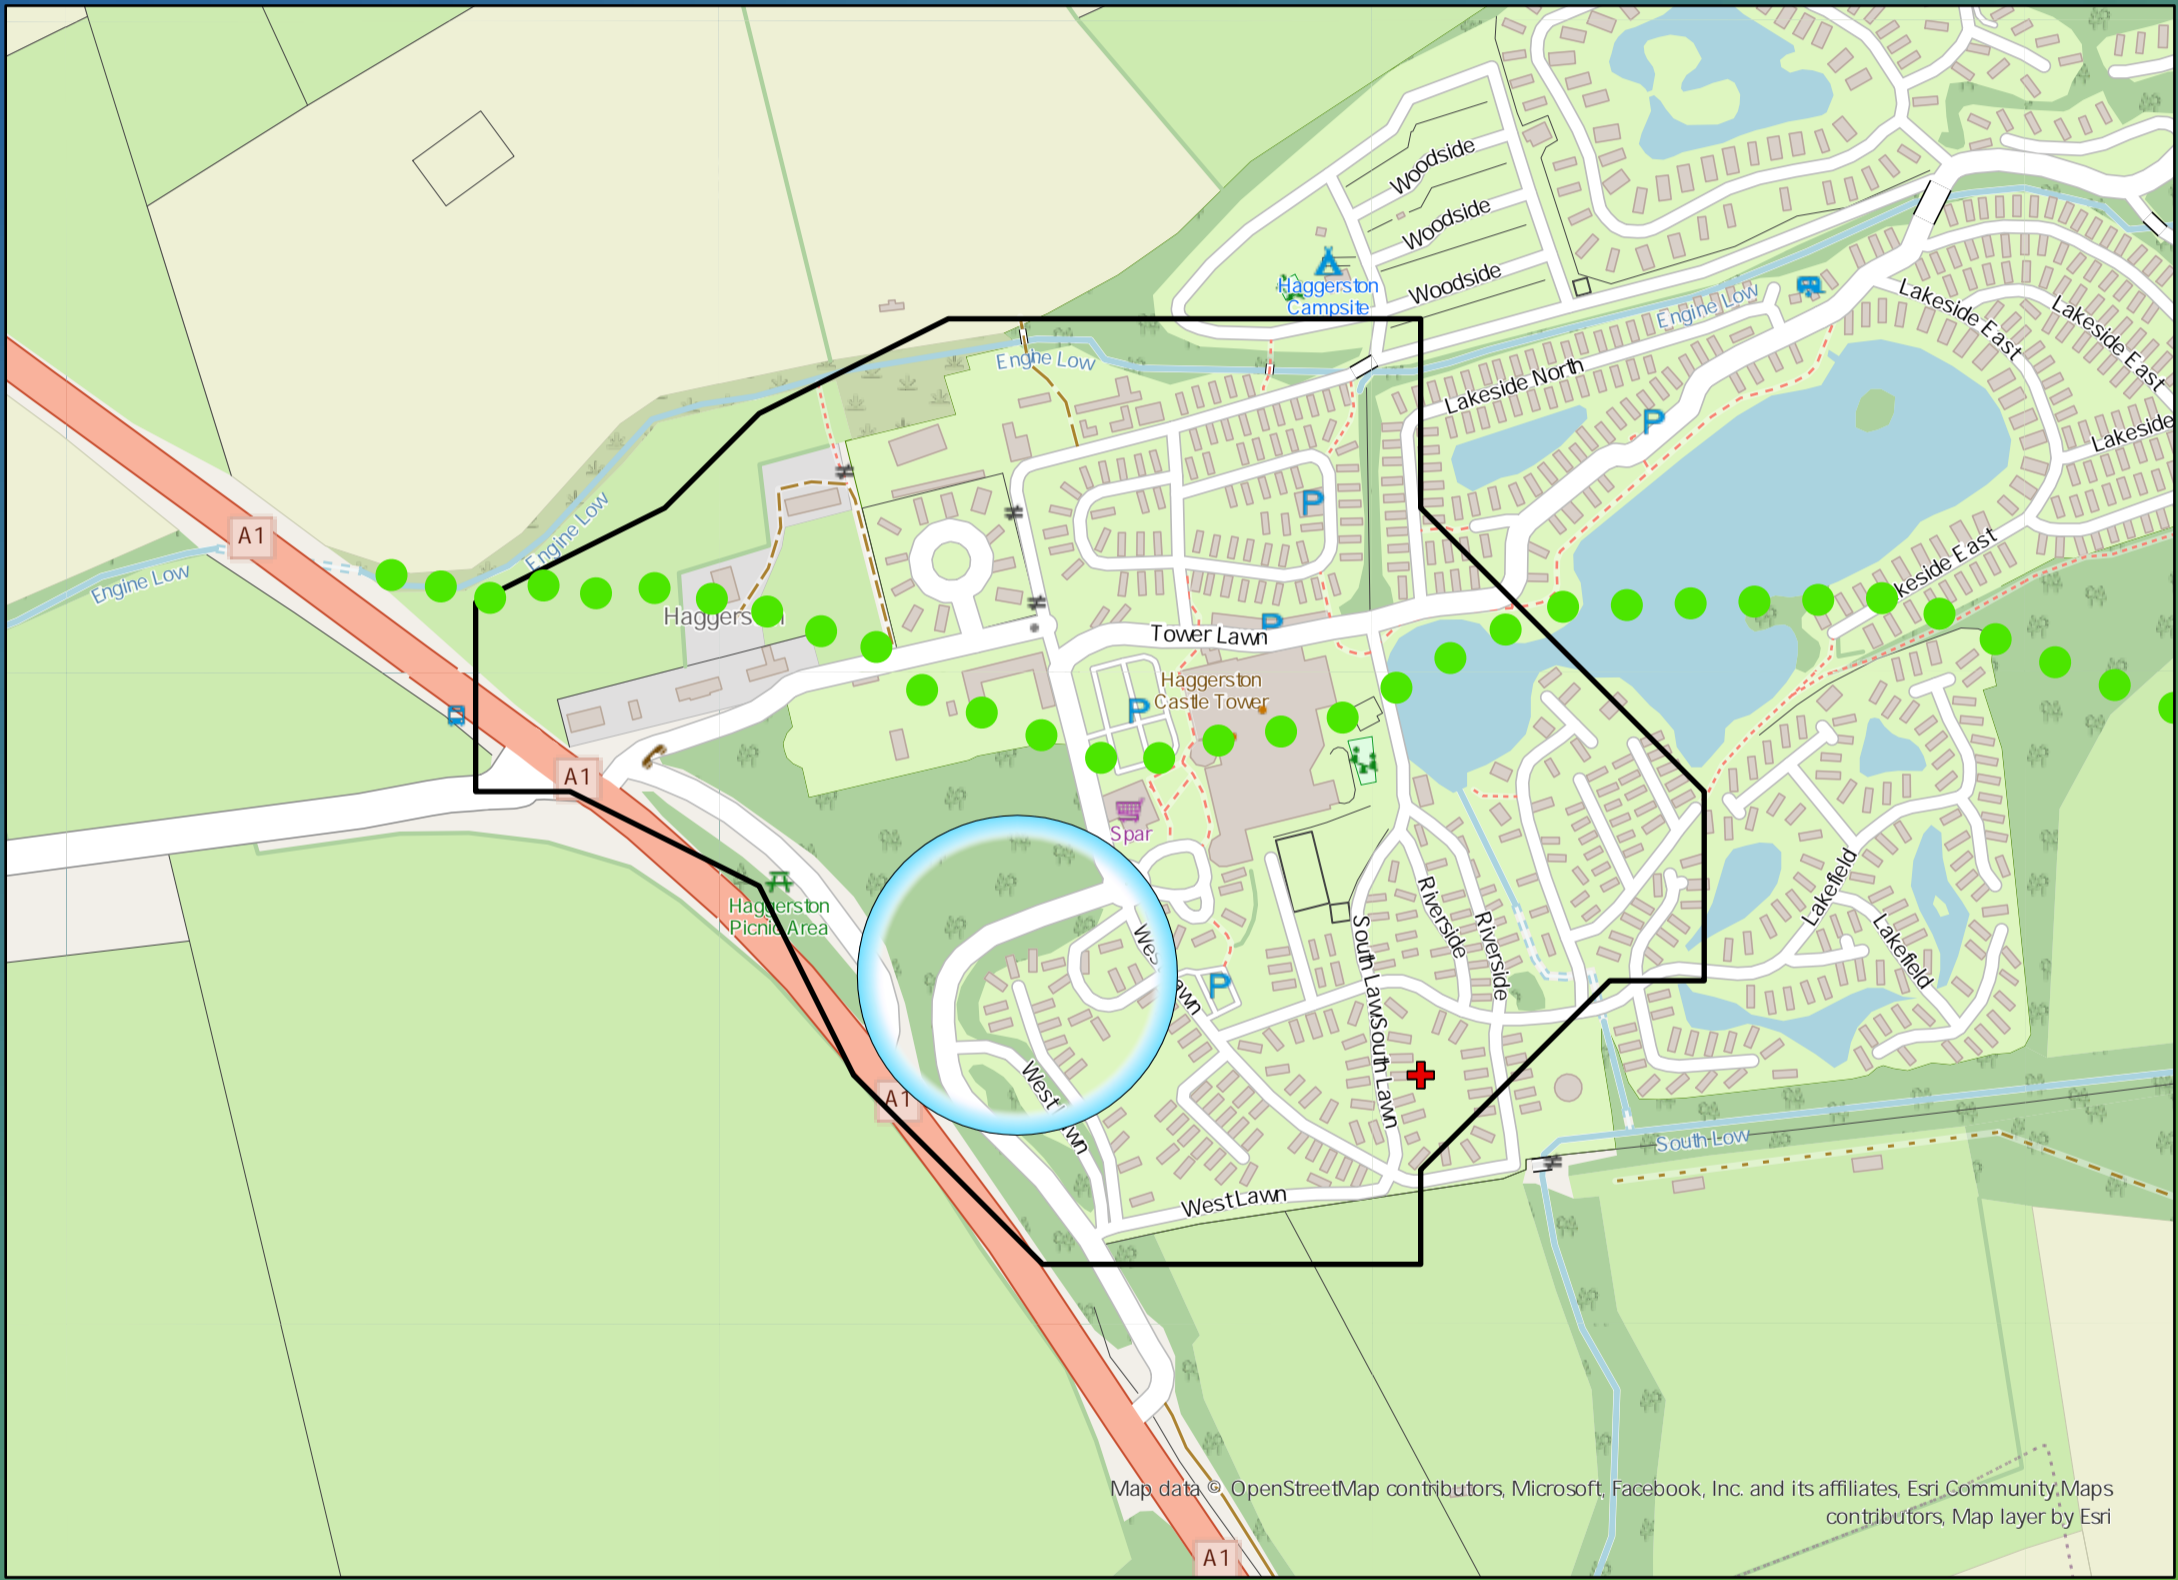 Woodside
Woodside
Woodside
Haggerston
Campsite
Engine Low
Lakeside East
Lakeside East
Lakeside North
Lakeside
Engine Low
A1
Engine Low
Engine Low
Lakeside East
Tower Lawn
P
P
P
P
P
Haggerston
Castle Tower
A1
Spar
Haggerston
Picnic Area
Riverside
Riverside
Lakefield
Lakefield
West Lawn
South Lawn
South Lawn
West Lawn
A1
South Low
West Lawn
Map data © OpenStreetMap contributors, Microsoft, Facebook, Inc. and its affiliates, Esri Community Maps
contributors, Map layer by Esri
A1